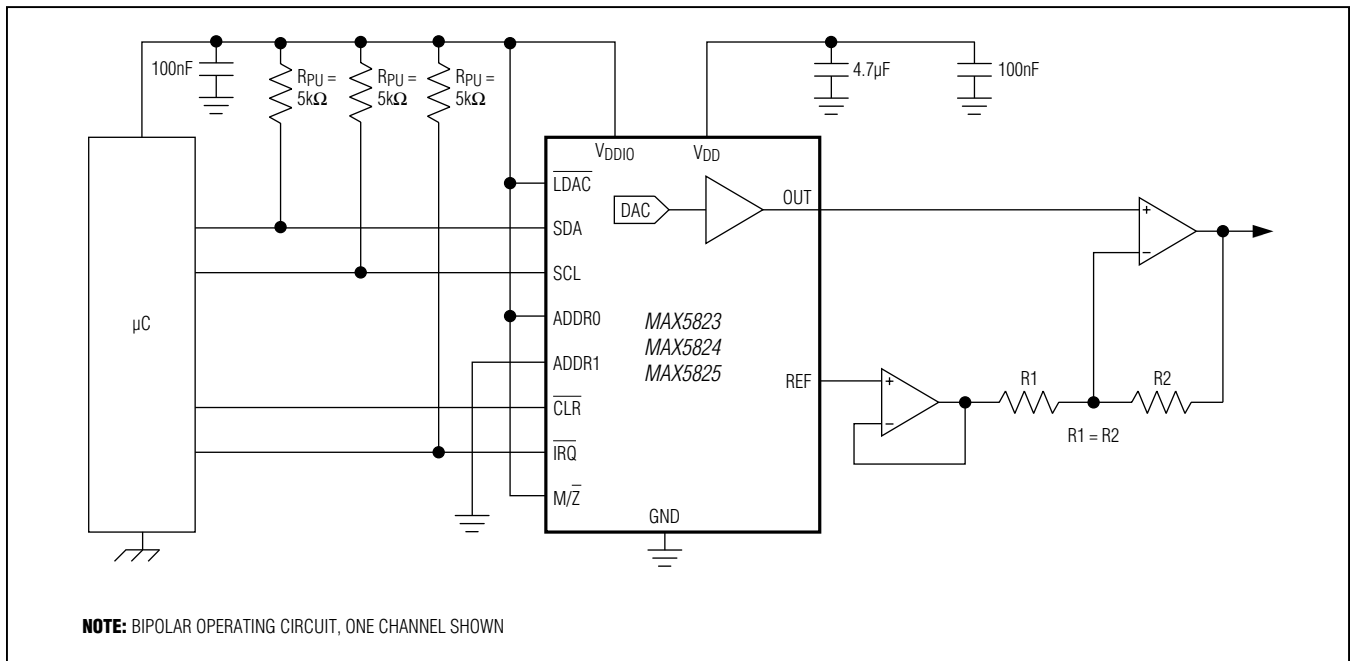 100nF
RPU =
5kΩ
RPU =
5kΩ
RPU =
5kΩ
4.7µF
100nF
VDDIO
VDD
LDAC
SDA
SCL
ADDR0
ADDR1
CLR
IRQ
M/Z
DAC
OUT
µC
MAX5823
MAX5824
MAX5825
REF
GND
+
−
+
−
R1
R2
R1 = R2
NOTE: BIPOLAR OPERATING CIRCUIT, ONE CHANNEL SHOWN